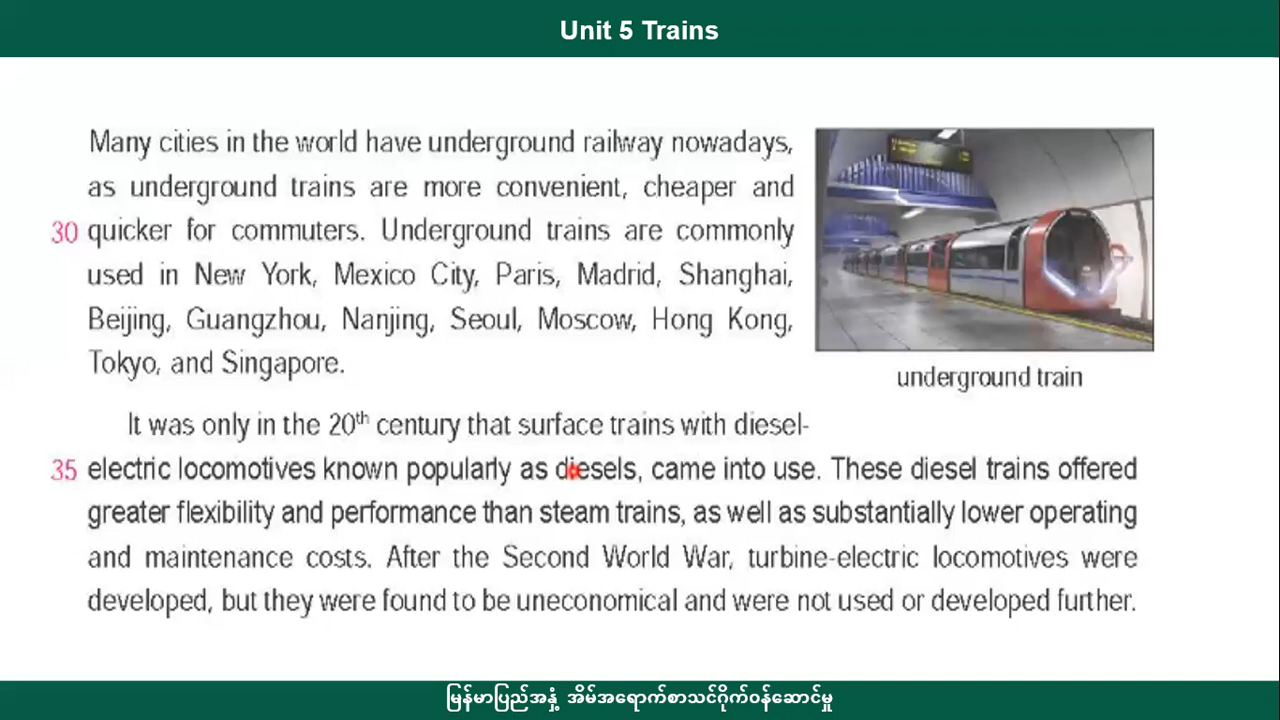 Unit 5 Trains
Many cities in the world have underground railway nowadays,
as underground trains are more convenient, cheaper and
30 quicker for commuters. Underground trains are commonly
used in New York, Mexico City, Paris, Madrid, Shanghai,
Beijing, Guangzhou, Nanjing, Seoul, Moscow, Hong Kong,
Tokyo, and Singapore.
underground train
It was only in the 20th century that surface trains with diesel-
35 electric locomotives known popularly as diesels, came into use. These diesel trains offered
greater flexibility and performance than steam trains, as well as substantially lower operating
and maintenance costs. After the Second World War, turbine-electric locomotives were
developed, but they were found to be uneconomical and were not used or developed further.
မြန်မာပြည်အနှံ့ အိမ်အရောက်စာသင်ဂိုက်ဝန်ဆောင်မှု